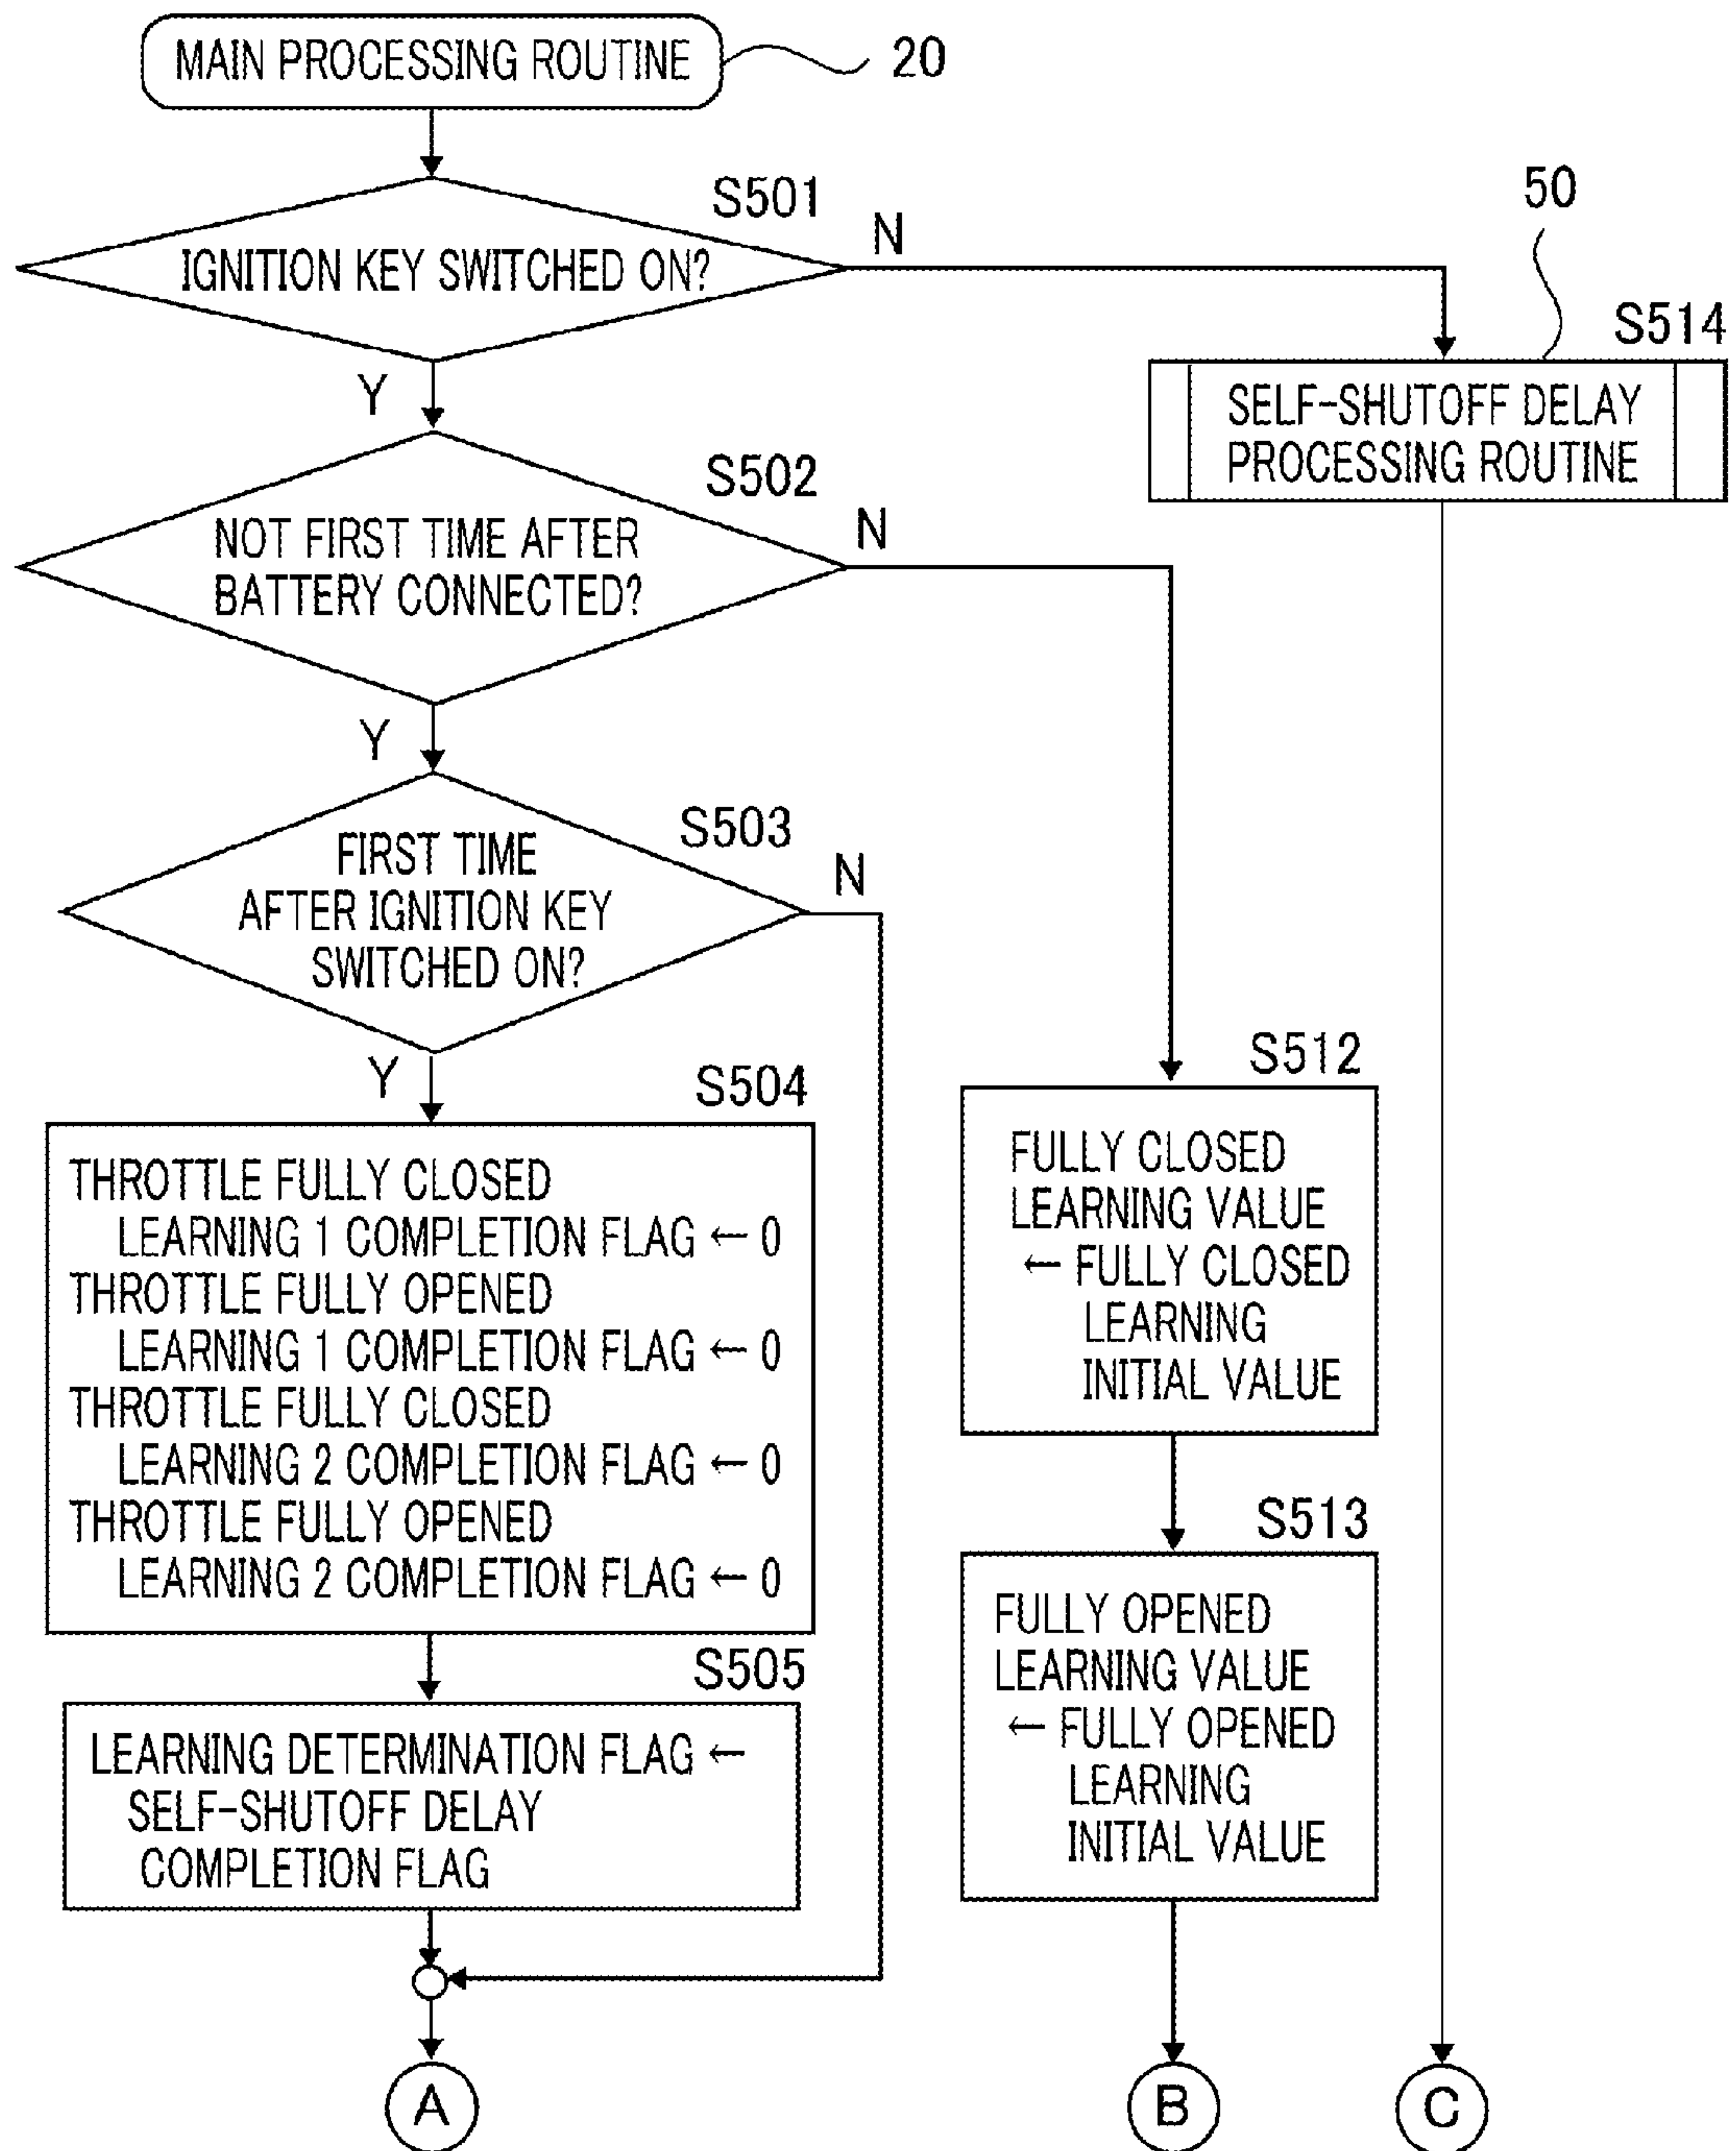 MAIN PROCESSING ROUTINE
20
S501
IGNITION KEY SWITCHED ON?
N
Y
50
S514
SELF-SHUTOFF DELAY
PROCESSING ROUTINE
S502
NOT FIRST TIME AFTER
BATTERY CONNECTED?
N
Y
S503
FIRST TIME
AFTER IGNITION KEY
SWITCHED ON?
N
Y
S504
THROTTLE FULLY CLOSED
LEARNING 1 COMPLETION FLAG ← 0
THROTTLE FULLY OPENED
LEARNING 1 COMPLETION FLAG ← 0
THROTTLE FULLY CLOSED
LEARNING 2 COMPLETION FLAG ← 0
THROTTLE FULLY OPENED
LEARNING 2 COMPLETION FLAG ← 0
S505
LEARNING DETERMINATION FLAG ←
SELF-SHUTOFF DELAY
COMPLETION FLAG
S512
FULLY CLOSED
LEARNING VALUE
← FULLY CLOSED
LEARNING
INITIAL VALUE
S513
FULLY OPENED
LEARNING VALUE
← FULLY OPENED
LEARNING
INITIAL VALUE
A
B
C